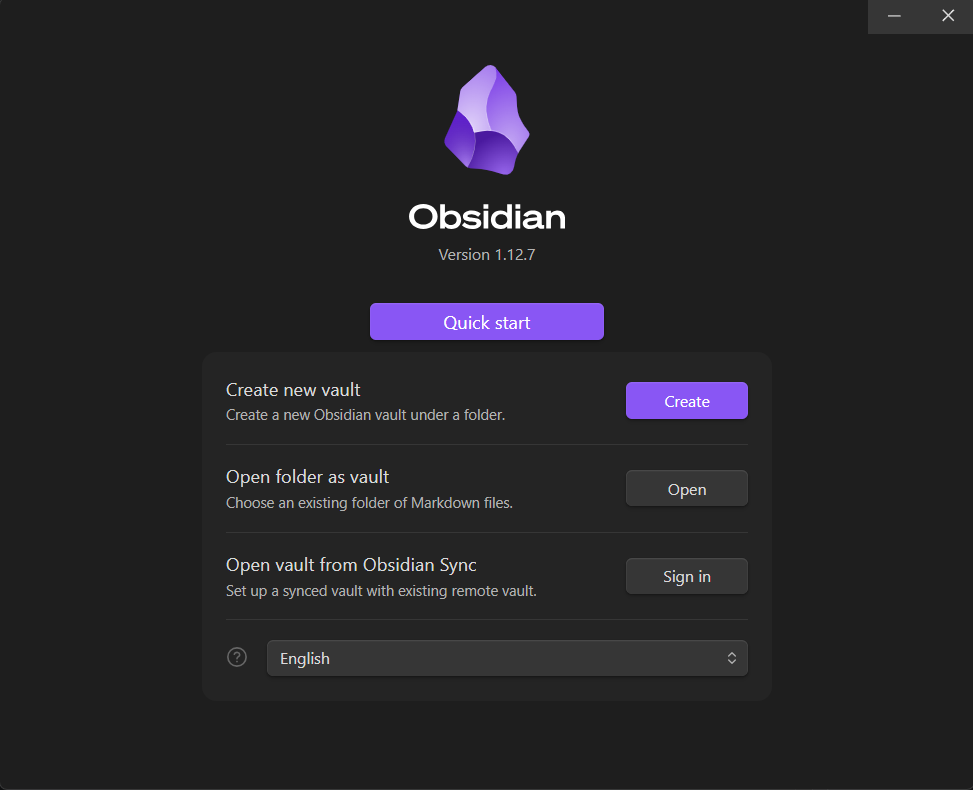 Obsidian
Version 1.12.7
Quick start
Create new vault
Create a new Obsidian vault under a folder.
Create
Open folder as vault
Choose an existing folder of Markdown files.
Open
Open vault from Obsidian Sync
Set up a synced vault with existing remote vault.
Sign in
?
English